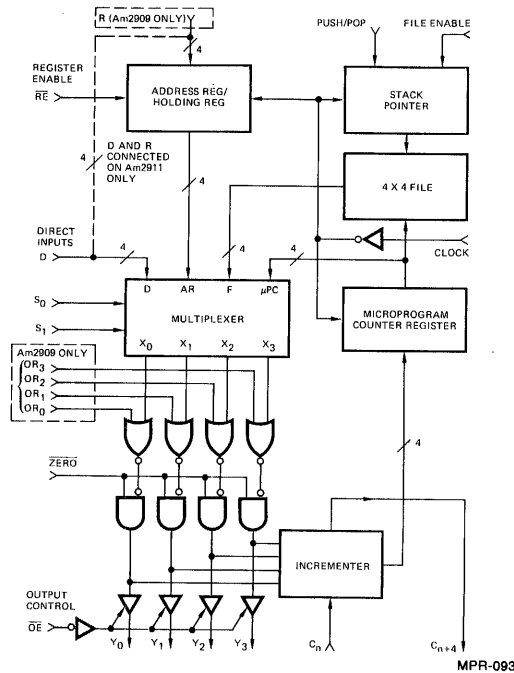 R (Am2909 ONLY)
PUSH/POP
FILE ENABLE
4
REGISTER
ENABLE
RE
ADDRESS REG/
HOLDING REG
STACK
POINTER
4
D AND R
CONNECTED
ON Am2911
ONLY
4
4 X 4 FILE
DIRECT
INPUTS
D
4
4
4
CLOCK
D
AR
F
μPC
MULTIPLEXER
X0
X1
X2
X3
S0
S1
MICROPROGRAM
COUNTER REGISTER
Am2909 ONLY
OR3
OR2
OR1
OR0
4
ZERO
INCREMENTER
OUTPUT
CONTROL
OE
Y0
Y1
Y2
Y3
Cn
Cn+4
MPR-093